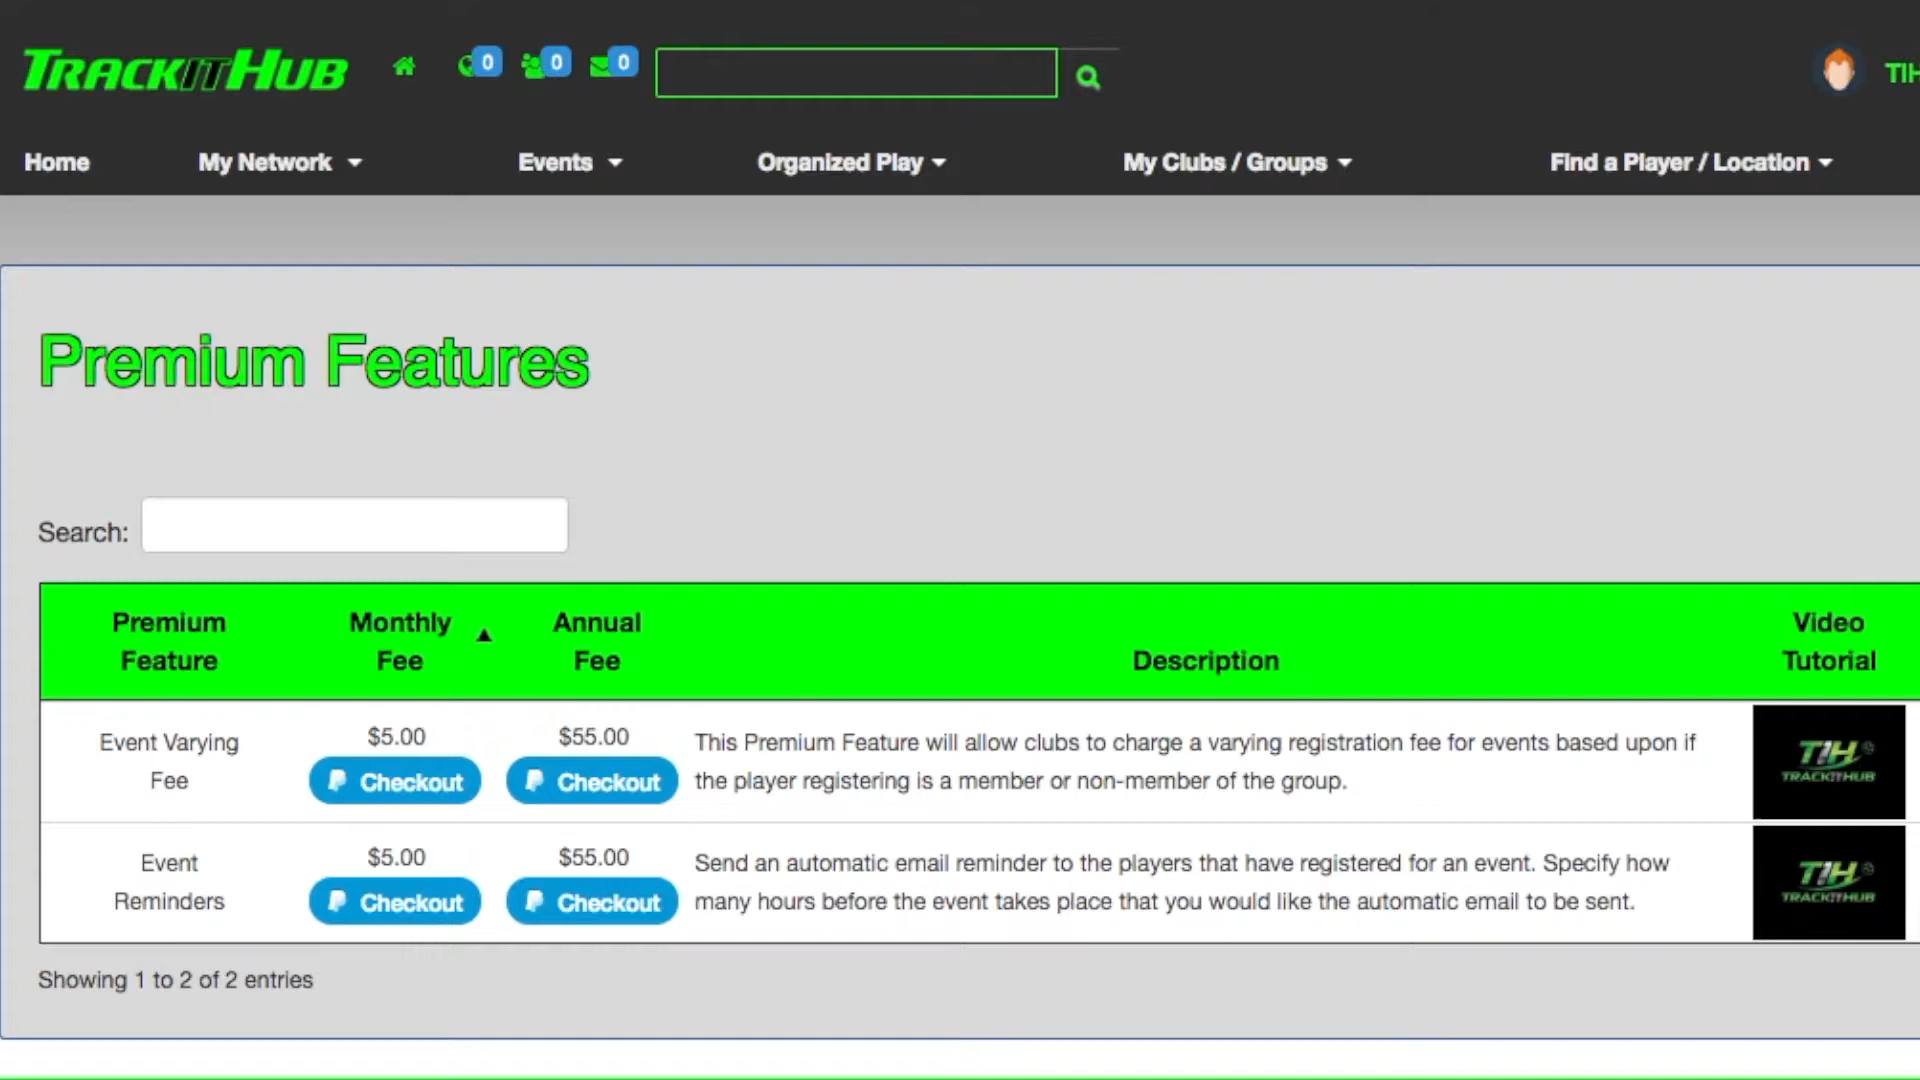 TRACKITHUB 0 0 0 TIH
Home My Network Events Organized Play My Clubs / Groups Find a Player / Location
Premium Features
Search:
Premium Feature Monthly Fee Annual Fee Description Video Tutorial
Event Varying Fee $5.00 Checkout $55.00 Checkout
This Premium Feature will allow clubs to charge a varying registration fee for events based upon if
the player registering is a member or non-member of the group.
TIH
TRACKITHUB
Event Reminders $5.00 Checkout $55.00 Checkout
Send an automatic email reminder to the players that have registered for an event. Specify how
many hours before the event takes place that you would like the automatic email to be sent.
TIH
TRACKITHUB
Showing 1 to 2 of 2 entries